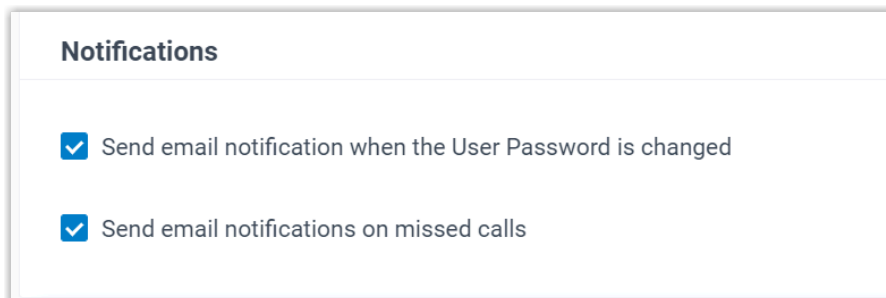 Notifications
Send email notification when the User Password is changed
Send email notifications on missed calls